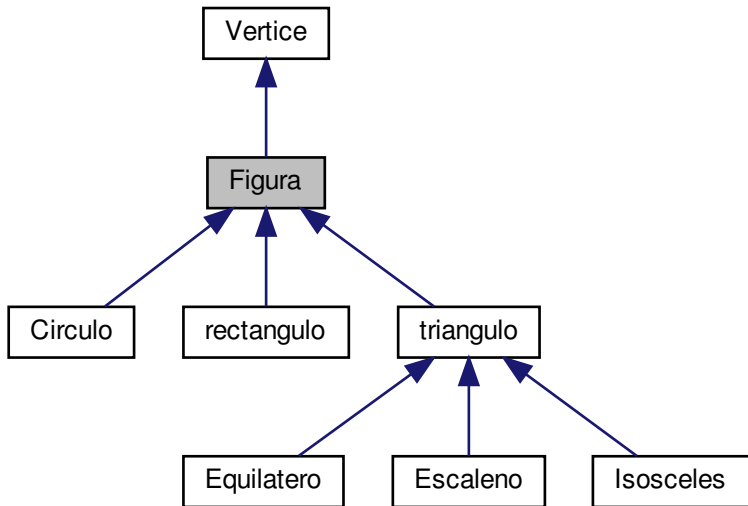 Vertice
Figura
Circulo
rectangulo
triangulo
Equilatero
Escaleno
Isosceles